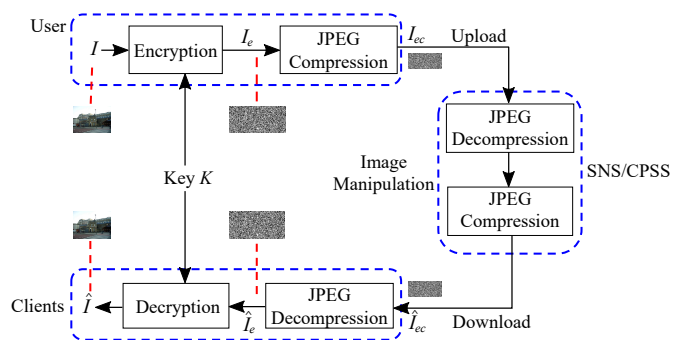 User
I
Encryption
I_e
JPEG
Compression
I_ec
Upload
JPEG
Decompression
Image
Manipulation
SNS/CPSS
JPEG
Compression
Key K
Clients
Î
Decryption
Î_e
JPEG
Decompression
Î_ec
Download